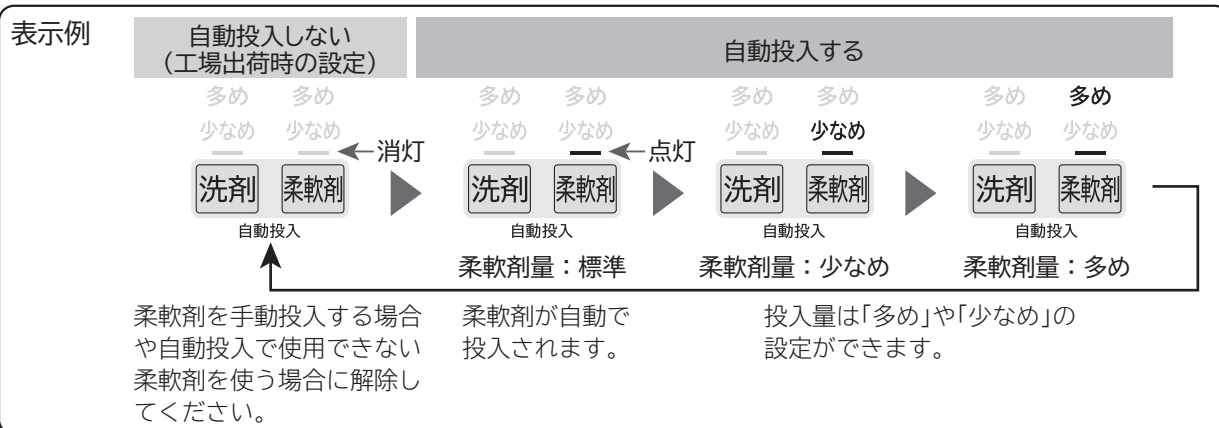 表示例
自動投入しない
（工場出荷時の設定）
自動投入する
多め 多め
少なめ 少なめ
消灯
洗剤 柔軟剤
自動投入
多め 多め
少なめ 少なめ
点灯
洗剤 柔軟剤
自動投入
柔軟剤量：標準
多め 多め
少なめ 少なめ
洗剤 柔軟剤
自動投入
柔軟剤量：少なめ
多め 多め
少なめ 少なめ
洗剤 柔軟剤
自動投入
柔軟剤量：多め
柔軟剤を手動投入する場合
や自動投入で使用できない
柔軟剤を使う場合に解除し
てください。
柔軟剤が自動で
投入されます。
投入量は「多め」や「少なめ」の
設定ができます。